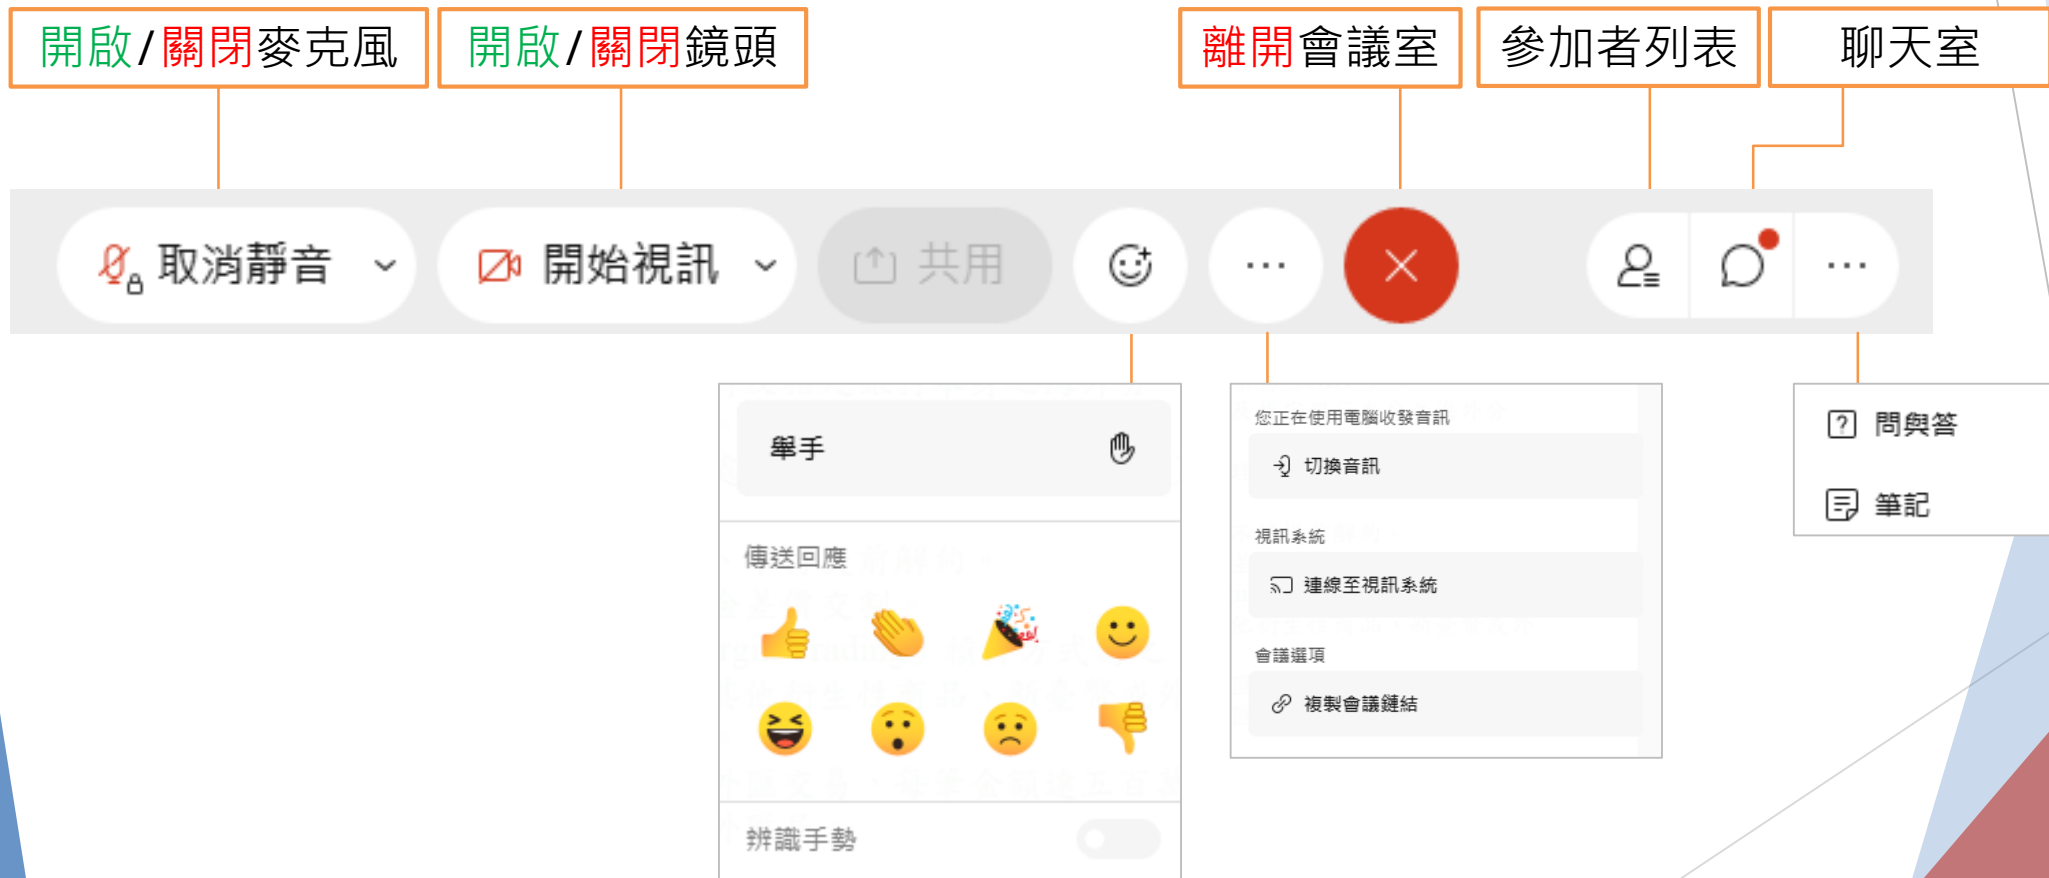 開啟/關閉麥克風
開啟/關閉鏡頭
離開會議室
參加者列表
聊天室
取消靜音
開始視訊
共用
舉手
傳送回應
辨識手勢
您正在使用電腦收發音訊
切換音訊
視訊系統
連線至視訊系統
會議選項
複製會議鏈結
問與答
筆記